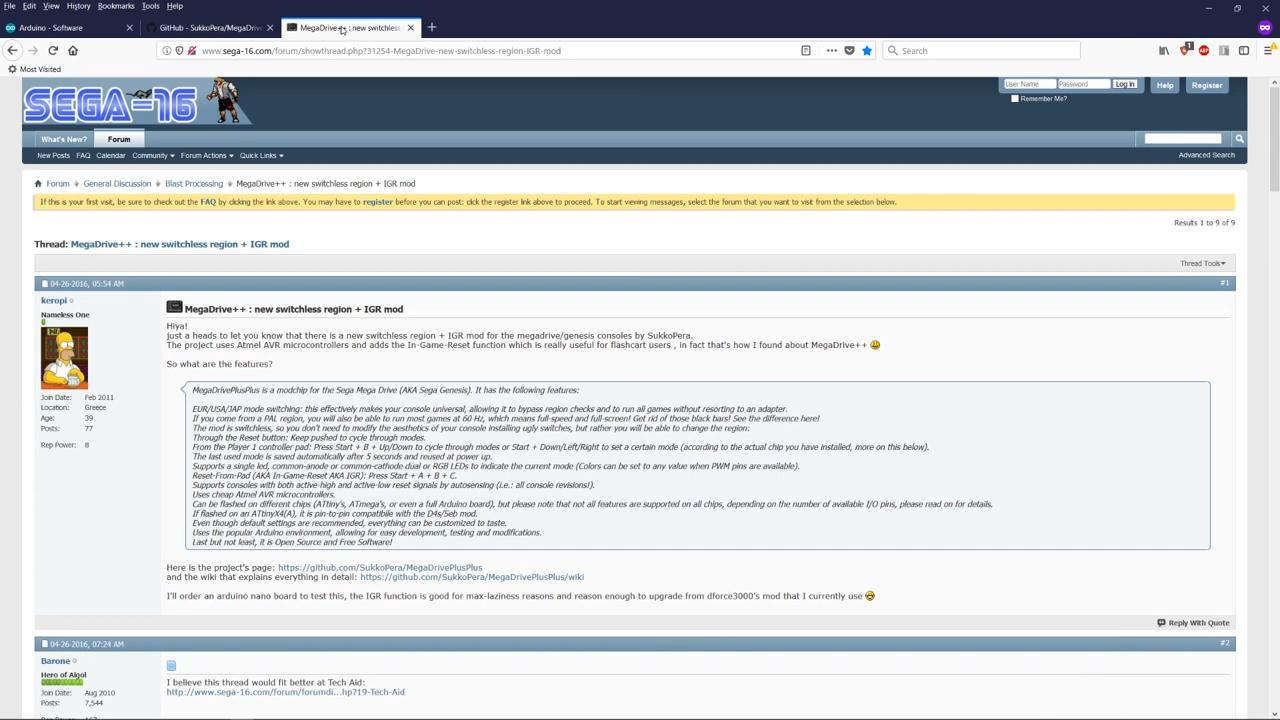 File Edit View History Bookmarks Tools Help
Arduino - Software
GitHub - SukkoPera/MegaDrive
MegaDrive++ : new switchless
www.sega-16.com/forum/showthread.php?31254-MegaDrive-new-switchless-region-IGR-mod
Search
Most Visited
SEGA-16
User Name
Password
Log in
Help
Register
Remember Me?
What's New?
Forum
New Posts FAQ Calendar Community Forum Actions Quick Links
Advanced Search
Forum General Discussion Blast Processing MegaDrive++ : new switchless region + IGR mod
If this is your first visit, be sure to check out the FAQ by clicking the link above. You may have to register before you can post: click the register link above to proceed. To start viewing messages, select the forum that you want to visit from the selection below.
Results 1 to 9 of 9
Thread: MegaDrive++ : new switchless region + IGR mod
Thread Tools
04-26-2016, 05:54 AM
#1
keropi
Nameless One
Join Date: Feb 2011
Location: Greece
Age: 39
Posts: 77
Rep Power: 8
MegaDrive++ : new switchless region + IGR mod
Hiya!
just a heads to let you know that there is a new switchless region + IGR mod for the megadrive/genesis consoles by SukkoPera.
The project uses Atmel AVR microcontrollers and adds the In-Game-Reset function which is really useful for flashcart users , in fact that's how I found about MegaDrive++
So what are the features?
MegaDrivePlusPlus is a modchip for the Sega Mega Drive (AKA Sega Genesis). It has the following features:
EUR/USA/JAP mode switching: this effectively makes your console universal, allowing it to bypass region checks and to run all games without resorting to an adapter.
If you come from a PAL region, you will also be able to run most games at 60 Hz, which means full-speed and full-screen! Get rid of those black bars! See the difference here!
The mod is switchless, so you don't need to modify the aesthetics of your console installing ugly switches, but rather you will be able to change the region:
Through the Reset button: Keep pushed to cycle through modes.
From the Player 1 controller pad: Press Start + B + Up/Down to cycle through modes or Start + Down/Left/Right to set a certain mode (according to the actual chip you have installed, more on this below).
The last used mode is saved automatically after 5 seconds and reused at power up.
Supports a single led, common-anode or common-cathode dual or RGB LEDs to indicate the current mode (Colors can be set to any value when PWM pins are available).
Reset-From-Pad (AKA In-Game-Reset AKA IGR): Press Start + A + B + C.
Supports consoles with both active-high and active-low reset signals by autosensing (i.e.: all console revisions!).
Uses cheap Atmel AVR microcontrollers.
Can be flashed on different chips (ATtiny's, ATmega's, or even a full Arduino board), but please note that not all features are supported on all chips, depending on the number of available I/O pins, please read on for details.
If flashed on an ATtinyX4(A), it is pin-to-pin compatibile with the D4s/Seb mod.
Even though default settings are recommended, everything can be customized to taste.
Uses the popular Arduino environment, allowing for easy development, testing and modifications.
Last but not least, it is Open Source and Free Software!
Here is the project's page: https://github.com/SukkoPera/MegaDrivePlusPlus
and the wiki that explains everything in detail: https://github.com/SukkoPera/MegaDrivePlusPlus/wiki
I'll order an arduino nano board to test this, the IGR function is good for max-laziness reasons and reason enough to upgrade from dforce3000's mod that I currently use
Reply With Quote
04-26-2016, 07:24 AM
#2
Barone
Hero of Algol
Join Date: Aug 2010
Posts: 7,544
I believe this thread would fit better at Tech Aid:
http://www.sega-16.com/forum/forumdi...hp?19-Tech-Aid